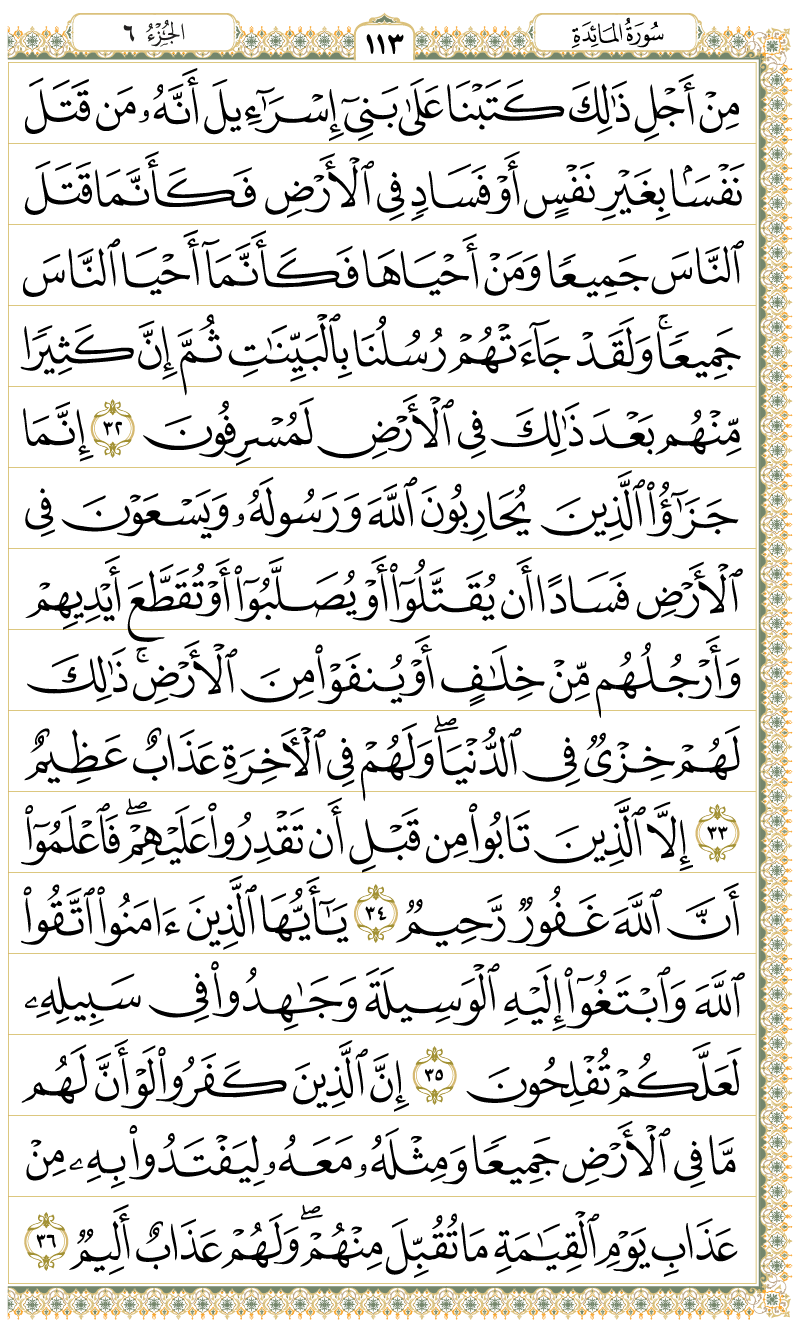 سُورَةُ المَائِدَةِ
١١٣
الجُزْءُ ٦
مِنْ أَجْلِ ذَٰلِكَ كَتَبْنَا عَلَىٰ بَنِىٓ إِسْرَـٰٓءِيلَ أَنَّهُۥ مَن قَتَلَ
نَفْسَۢا بِغَيْرِ نَفْسٍ أَوْ فَسَادٍ فِى ٱلْأَرْضِ فَكَأَنَّمَا قَتَلَ
ٱلنَّاسَ جَمِيعًا وَمَنْ أَحْيَاهَا فَكَأَنَّمَآ أَحْيَا ٱلنَّاسَ
جَمِيعًا ۚ وَلَقَدْ جَآءَتْهُمْ رُسُلُنَا بِٱلْبَيِّنَـٰتِ ثُمَّ إِنَّ كَثِيرًا
مِّنْهُم بَعْدَ ذَٰلِكَ فِى ٱلْأَرْضِ لَمُسْرِفُونَ ٣٢ إِنَّمَا
جَزَـٰٓؤُا۟ ٱلَّذِينَ يُحَارِبُونَ ٱللَّهَ وَرَسُولَهُۥ وَيَسْعَوْنَ فِى
ٱلْأَرْضِ فَسَادًا أَن يُقَتَّلُوٓا۟ أَوْ يُصَلَّبُوٓا۟ أَوْ تُقَطَّعَ أَيْدِيهِمْ
وَأَرْجُلُهُم مِّنْ خِلَـٰفٍ أَوْ يُنفَوْا۟ مِنَ ٱلْأَرْضِ ۚ ذَٰلِكَ
لَهُمْ خِزْىٌ فِى ٱلدُّنْيَا ۖ وَلَهُمْ فِى ٱلْـَٔاخِرَةِ عَذَابٌ عَظِيمٌ
٣٣ إِلَّا ٱلَّذِينَ تَابُوا۟ مِن قَبْلِ أَن تَقْدِرُوا۟ عَلَيْهِمْ ۖ فَٱعْلَمُوٓا۟
أَنَّ ٱللَّهَ غَفُورٌ رَّحِيمٌ ٣٤ يَـٰٓأَيُّهَا ٱلَّذِينَ ءَامَنُوا۟ ٱتَّقُوا۟
ٱللَّهَ وَٱبْتَغُوٓا۟ إِلَيْهِ ٱلْوَسِيلَةَ وَجَـٰهِدُوا۟ فِى سَبِيلِهِۦ
لَعَلَّكُمْ تُفْلِحُونَ ٣٥ إِنَّ ٱلَّذِينَ كَفَرُوا۟ لَوْ أَنَّ لَهُم
مَّا فِى ٱلْأَرْضِ جَمِيعًا وَمِثْلَهُۥ مَعَهُۥ لِيَفْتَدُوا۟ بِهِۦ مِنْ
عَذَابِ يَوْمِ ٱلْقِيَـٰمَةِ مَا تُقُبِّلَ مِنْهُمْ ۖ وَلَهُمْ عَذَابٌ أَلِيمٌ ٣٦